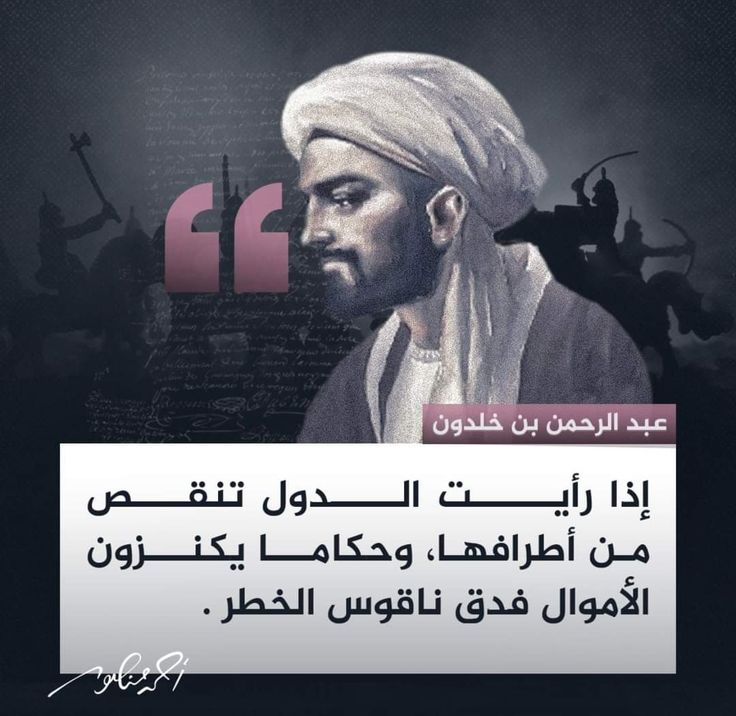 عبد الرحمن بن خلدون
إذا رأيت الدول تنقص
من أطرافها، وحكاما يكنزون
الأموال فدق ناقوس الخطر .